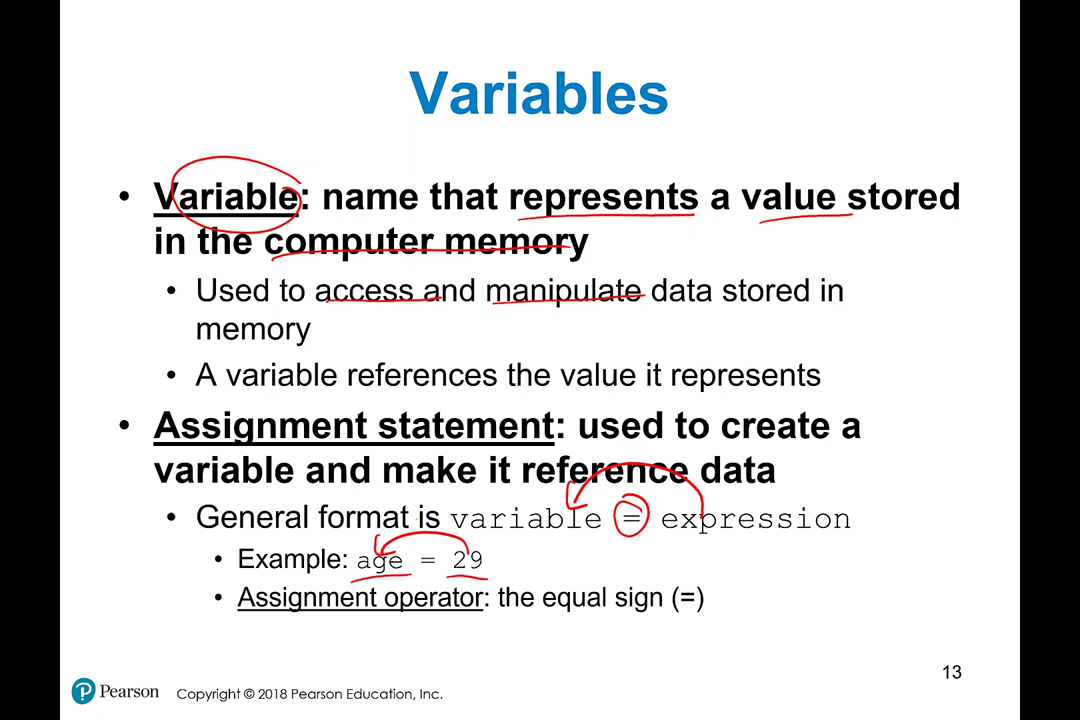 Variables
• Variable: name that represents a value stored
in the computer memory
• Used to access and manipulate data stored in
memory
• A variable references the value it represents
• Assignment statement: used to create a
variable and make it reference data
• General format is variable = expression
• Example: age = 29
• Assignment operator: the equal sign (=)
13
Pearson
Copyright © 2018 Pearson Education, Inc.